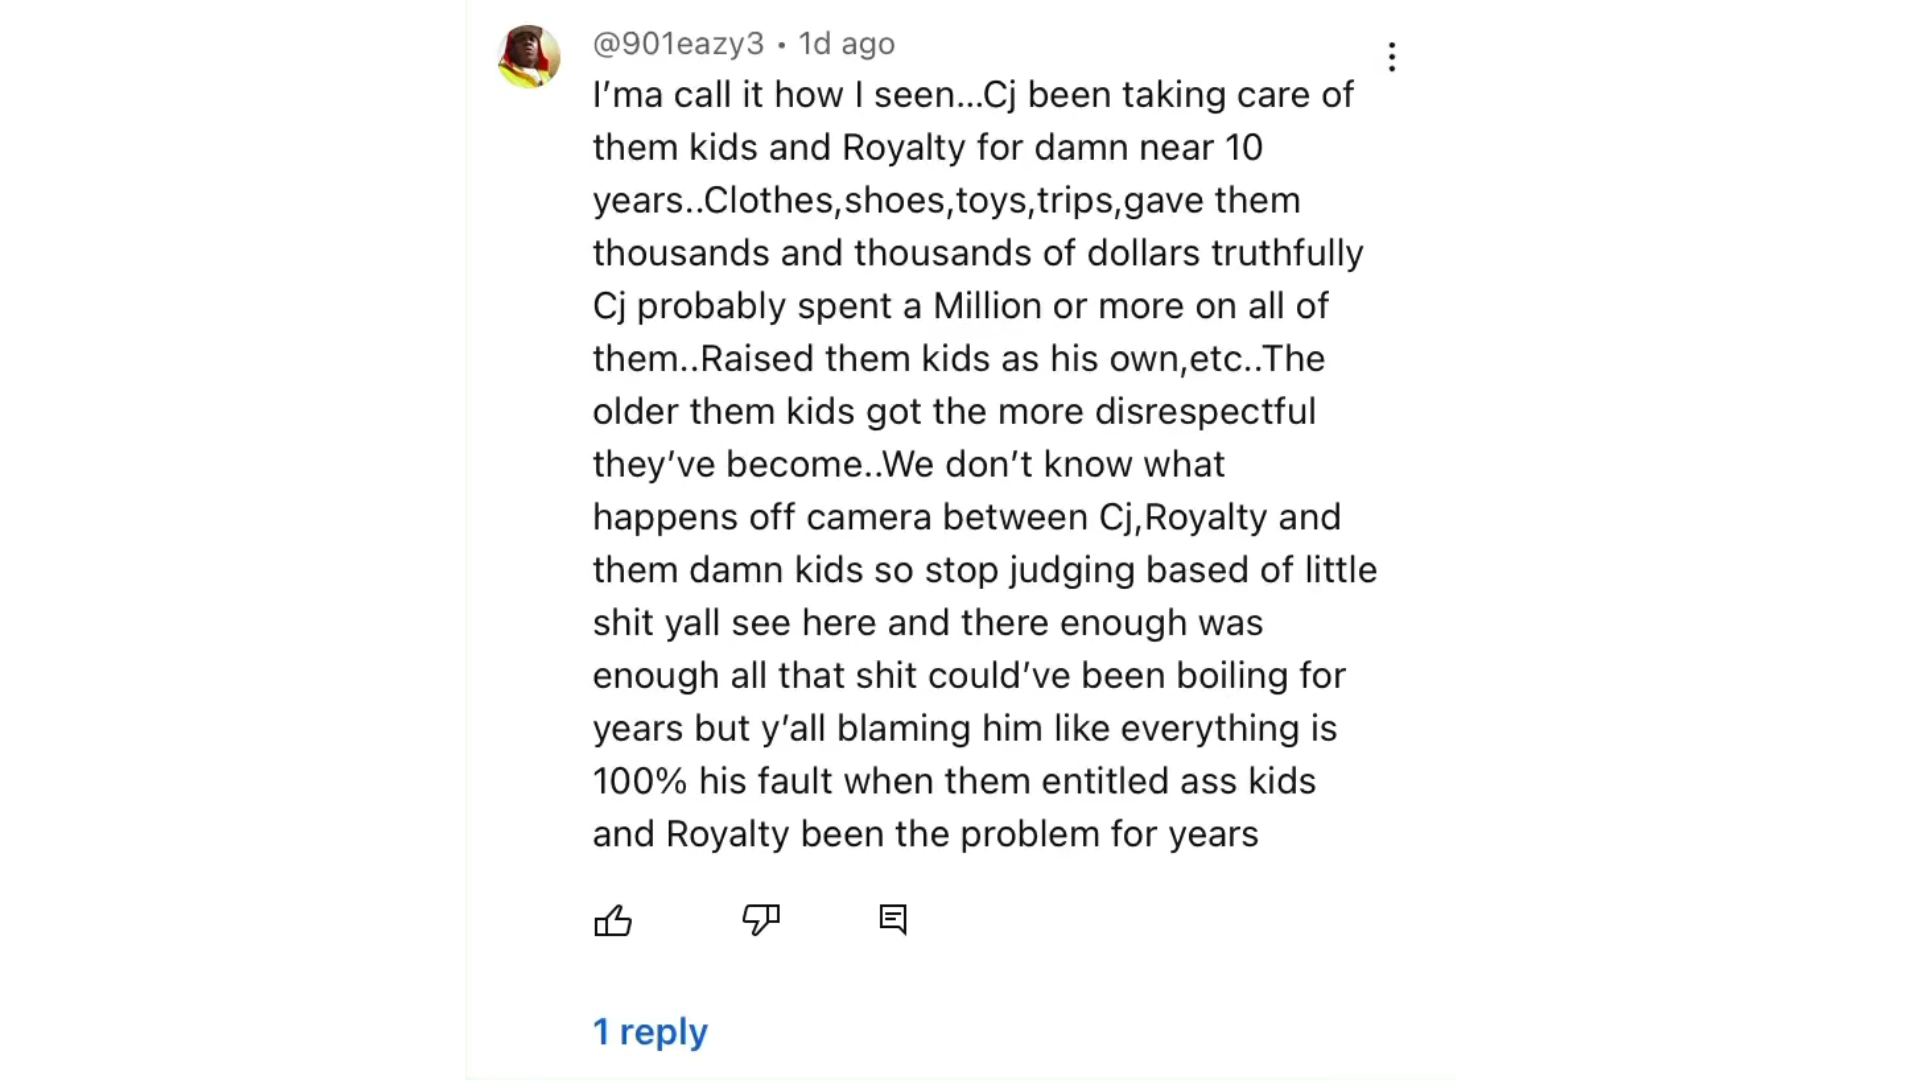 @901eazy3 • 1d ago
I’ma call it how I seen...Cj been taking care of
them kids and Royalty for damn near 10
years..Clothes,shoes,toys,trips,gave them
thousands and thousands of dollars truthfully
Cj probably spent a Million or more on all of
them..Raised them kids as his own,etc..The
older them kids got the more disrespectful
they’ve become..We don’t know what
happens off camera between Cj,Royalty and
them damn kids so stop judging based of little
shit yall see here and there enough was
enough all that shit could’ve been boiling for
years but y’all blaming him like everything is
100% his fault when them entitled ass kids
and Royalty been the problem for years
1 reply